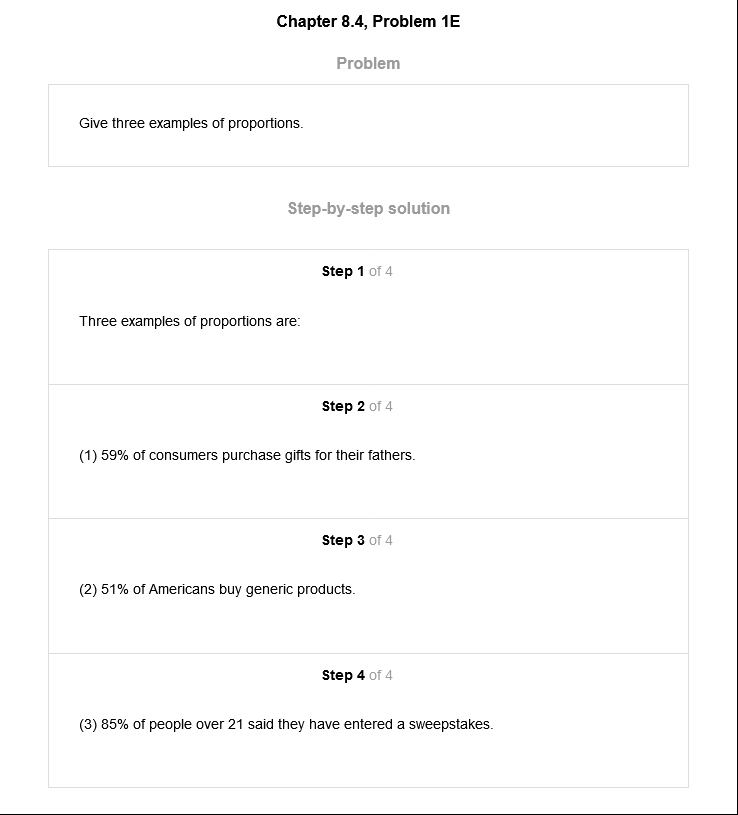 Chapter 8.4, Problem 1E
Problem
Give three examples of proportions.
Step-by-step solution
Step 1 of 4
Three examples of proportions are:
Step 2 of 4
(1) 59% of consumers purchase gifts for their fathers.
Step 3 of 4
(2) 51% of Americans buy generic products.
Step 4 of 4
(3) 85% of people over 21 said they have entered a sweepstakes.